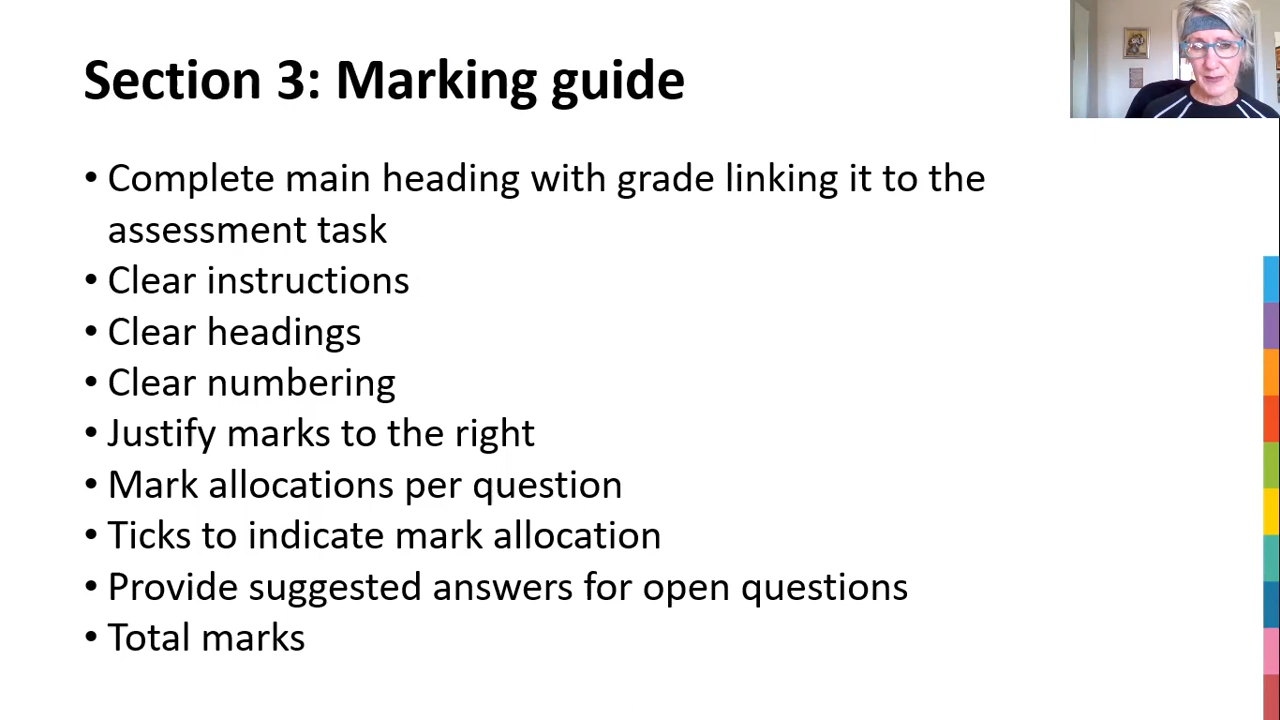 Section 3: Marking guide
• Complete main heading with grade linking it to the
assessment task
• Clear instructions
• Clear headings
• Clear numbering
• Justify marks to the right
• Mark allocations per question
• Ticks to indicate mark allocation
• Provide suggested answers for open questions
• Total marks